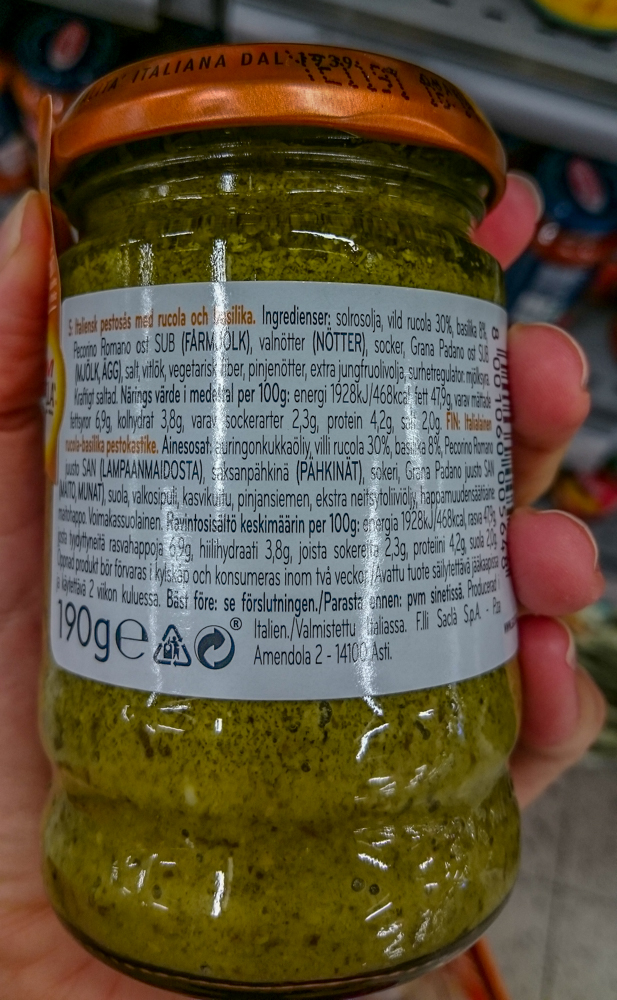 ITALIANA DAL 1939
S: Italiensk pestosås med rucola och basilika. Ingredienser: solrosolja, vild rucola 30%, basilika 8%,
Pecorino Romano ost SUB (FÅRMJÖLK), valnötter (NÖTTER), socker, Grana Padano ost SUB
(MJÖLK, ÄGG), salt, vitlök, vegetarisk fiber, pinjenötter, extra jungfruolivolja, surhetregulator: mjölksyra.
Kraftigt saltad. Närings värde i medeltal per 100g: energi 1928kJ/468kcal, fett 47,9g, varav mättade
fettsyror 6,9g, kolhydrat 3,8g, varav sockerarter 2,3g, protein 4,2g, salt 2,0g. FIN: Italialainen
rucola-basilika pestokastike. Ainesosat: auringonkukkaöljy, villi rucola 30%, basilika 8%, Pecorino Romano
juusto SAN (LAMPAANMAIDOSTA), saksanpähkinä (PÄHKINÄT), sokeri, Grana Padano juusto SAN
(MAITO, MUNAT), suola, valkosipuli, kasvikuitu, pinjansiemen, ekstra neitsytoliiviöljy, happamuudensäätöaine:
maitohappo. Voimakassuolainen. Ravintosisältö keskimäärin per 100g: energia 1928kJ/468kcal, rasva 47,9g,
josta tyydyttyneitä rasvahappoja 6,9g, hiilihydraati 3,8g, joista sokereita 2,3g, proteiini 4,2g, suola 2,0g.
Öppnad produkt bör förvaras i kylskåp och konsumeras inom två veckor./Avattu tuote säilytettävä jääkaapissa
ja käytettävä 2 viikon kuluessa. Bäst före: se förslutningen./Parasta ennen: pvm sinetissä. Producerad i
190g e Italien./Valmistettu Italiassa. F.lli Saclà S.p.A. - P.zza
Amendola 2 - 14100 Asti.